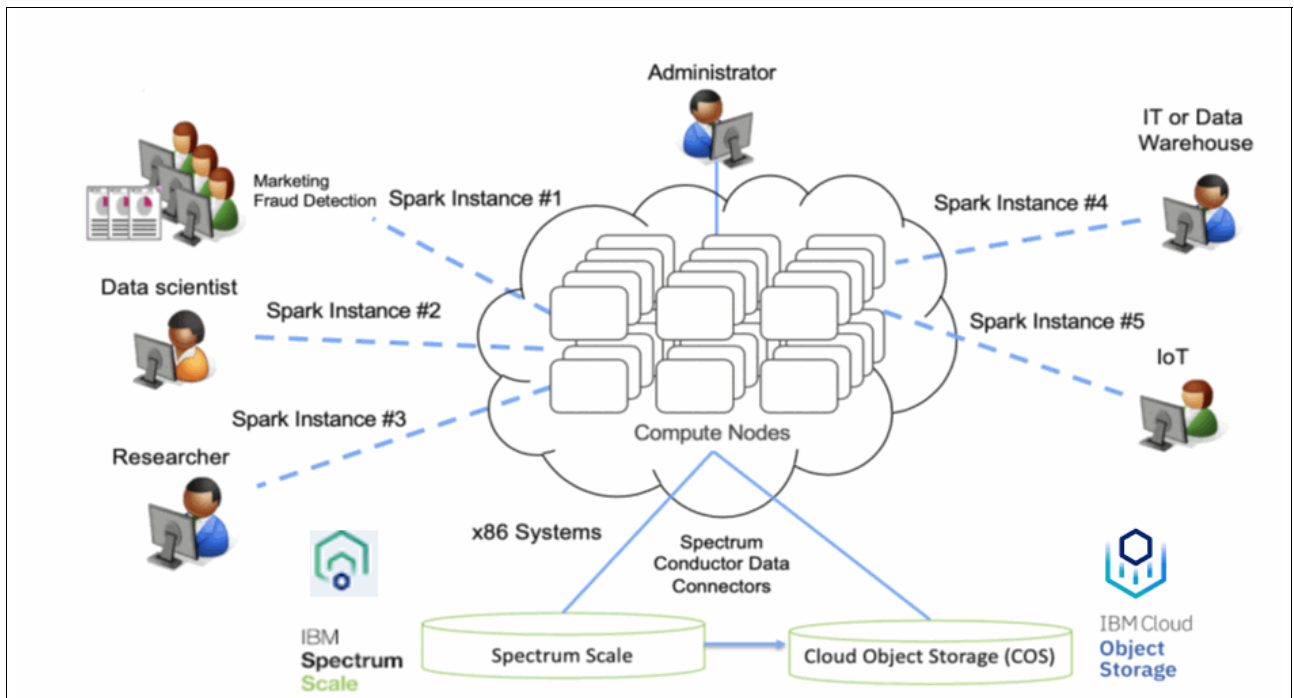 Administrator
IT or Data
Warehouse
Marketing
Fraud Detection
Spark Instance #1
Spark Instance #4
Data scientist
Spark Instance #2
Spark Instance #5
IoT
Spark Instance #3
Compute Nodes
Researcher
x86 Systems
Spectrum
Conductor Data
Connectors
IBM
Spectrum
Scale
Spectrum Scale
Cloud Object Storage (COS)
IBM Cloud
Object
Storage